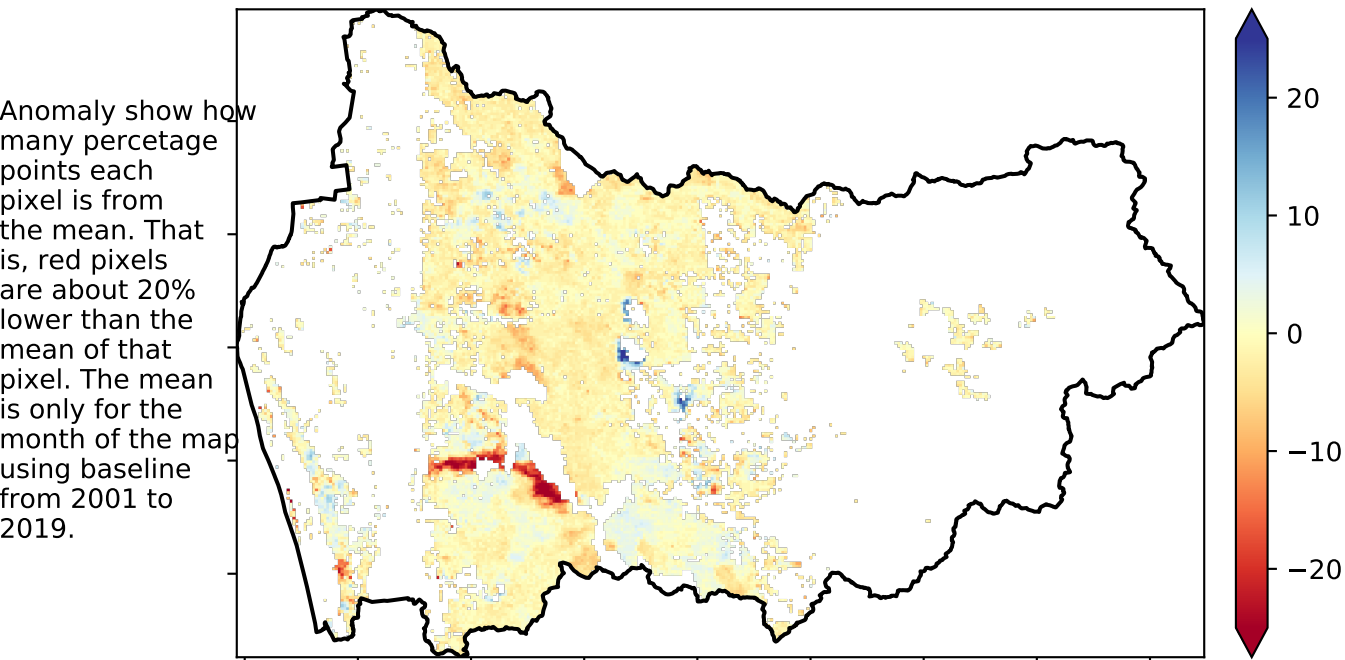 Anomaly show how
many percetage
points each
pixel is from
the mean. That
is, red pixels
are about 20%
lower than the
mean of that
pixel. The mean
is only for the
month of the map
using baseline
from 2001 to
2019.
20
10
0
−10
−20